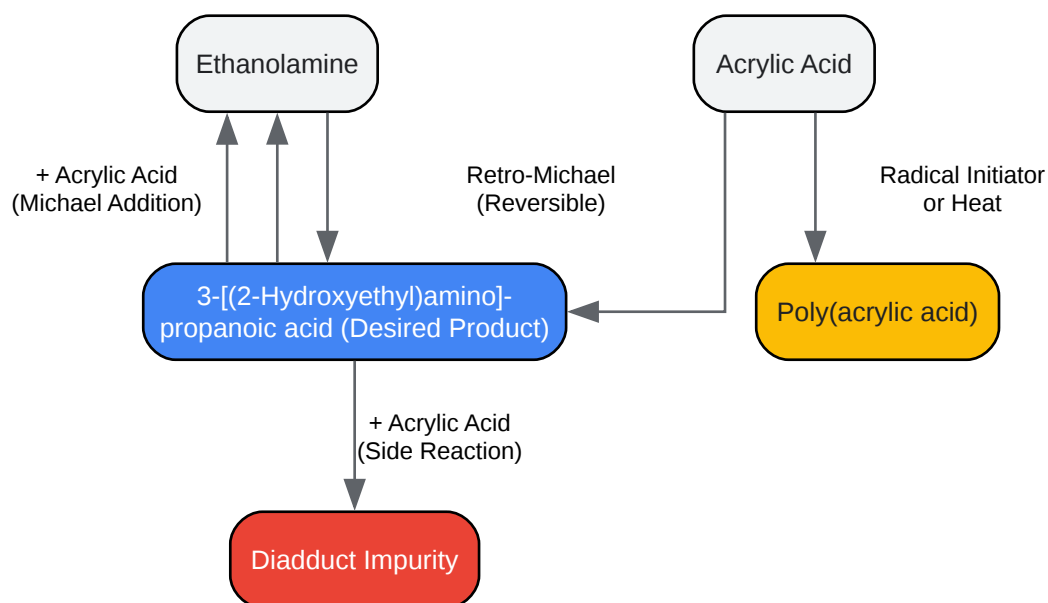 Ethanolamine
Acrylic Acid
+ Acrylic Acid
(Michael Addition)
Retro-Michael
(Reversible)
Radical Initiator
or Heat
3-[(2-Hydroxyethyl)amino]-
propanoic acid (Desired Product)
Poly(acrylic acid)
+ Acrylic Acid
(Side Reaction)
Diadduct Impurity